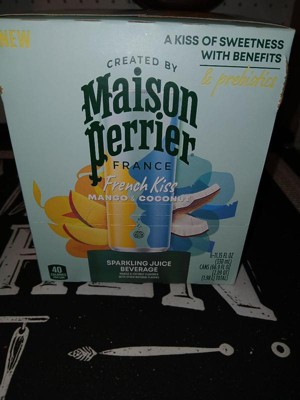 NEW
A KISS OF SWEETNESS
WITH BENEFITS
& prebiotics
CREATED BY
Maison
Perrier
FRANCE
French Kiss
MANGO & COCONUT
SPARKLING JUICE
BEVERAGE
40